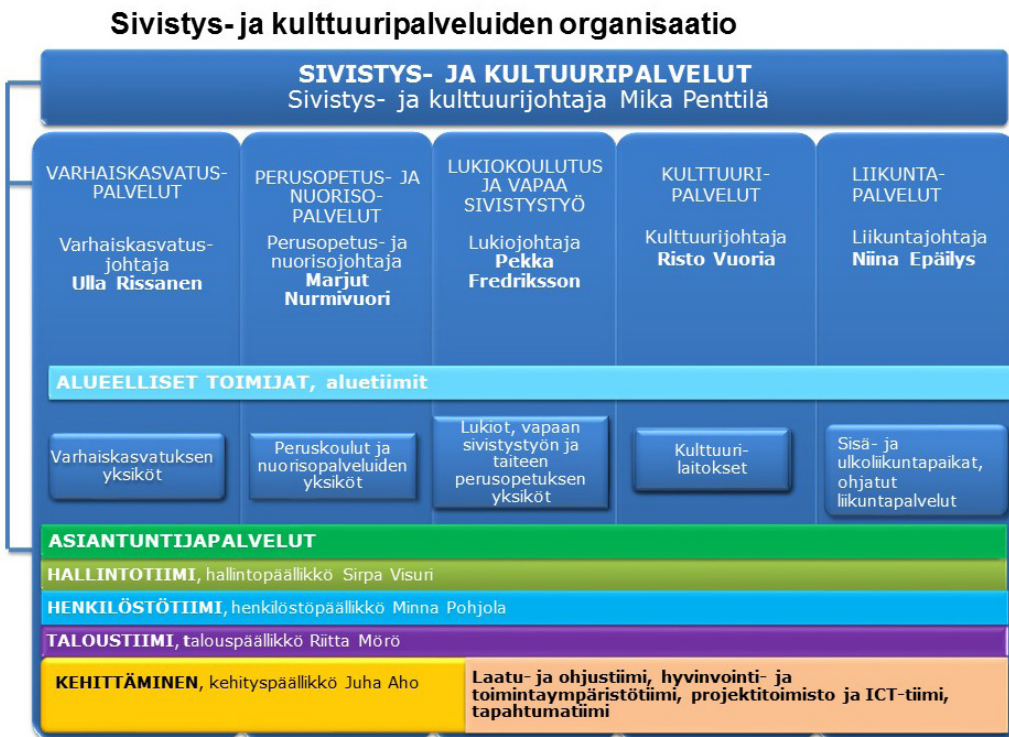 Sivistys- ja kulttuuripalveluiden organisaatio
SIVISTYS- JA KULTUURIPALVELUT
Sivistys- ja kulttuurijohtaja Mika Penttilä
VARHAISKASVATUS-
PALVELUT
Varhaiskasvatus-
johtaja
Ulla Rissanen
PERUSOPETUS- JA
NUORISO-
PALVELUT
Perusopetus- ja
nuorisojohtaja
Marjut
Nurmivuori
LUKIOKOULUTUS
JA VAPAA
SIVISTYSTYÖ
Lukiojohtaja
Pekka
Fredriksson
KULTTUURI-
PALVELUT
Kulttuurijohtaja
Risto Vuoria
LIIKUNTA-
PALVELUT
Liikuntajohtaja
Niina Epäilys
ALUEELLISET TOIMIJAT, aluetiimit
Varhaiskasvatuksen
yksiköt
Peruskoulut ja
nuorisopalveluiden
yksiköt
Lukiot, vapaan
sivistystyön ja
taiteen
perusopetuksen
yksiköt
Kulttuuri-
laitokset
Sisä- ja
ulkoliikuntapaikat,
ohjatut
liikuntapalvelut
ASIANTUNTIJAPALVELUT
HALLINTOTIIMI, hallintopäällikkö Sirpa Visuri
HENKILÖSTÖTIIMI, henkilöstöpäällikkö Minna Pohjola
TALOUSTIIMI, talouspäällikkö Riitta Mörö
KEHITTÄMINEN, kehityspäällikkö Juha Aho
Laatu- ja ohjustiimi, hyvinvointi- ja
toimintaympäristötiimi, projektitoimisto ja ICT-tiimi,
tapahtumatiimi